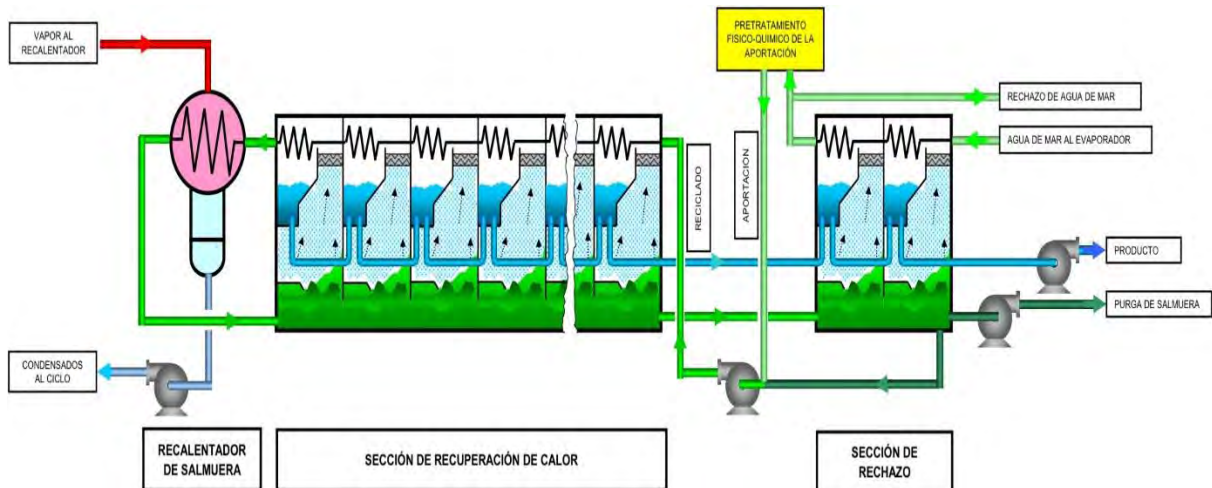 VAPOR AL
RECALENTADOR
PRETRATAMIENTO
FISICO-QUIMICO DE LA
APORTACIÓN
RECHAZO DE AGUA DE MAR
AGUA DE MAR AL EVAPORADOR
RECICLADO
APORTACION
PRODUCTO
PURGA DE SALMUERA
CONDENSADOS
AL CICLO
RECALENTADOR
DE SALMUERA
SECCIÓN DE RECUPERACIÓN DE CALOR
SECCIÓN DE
RECHAZO